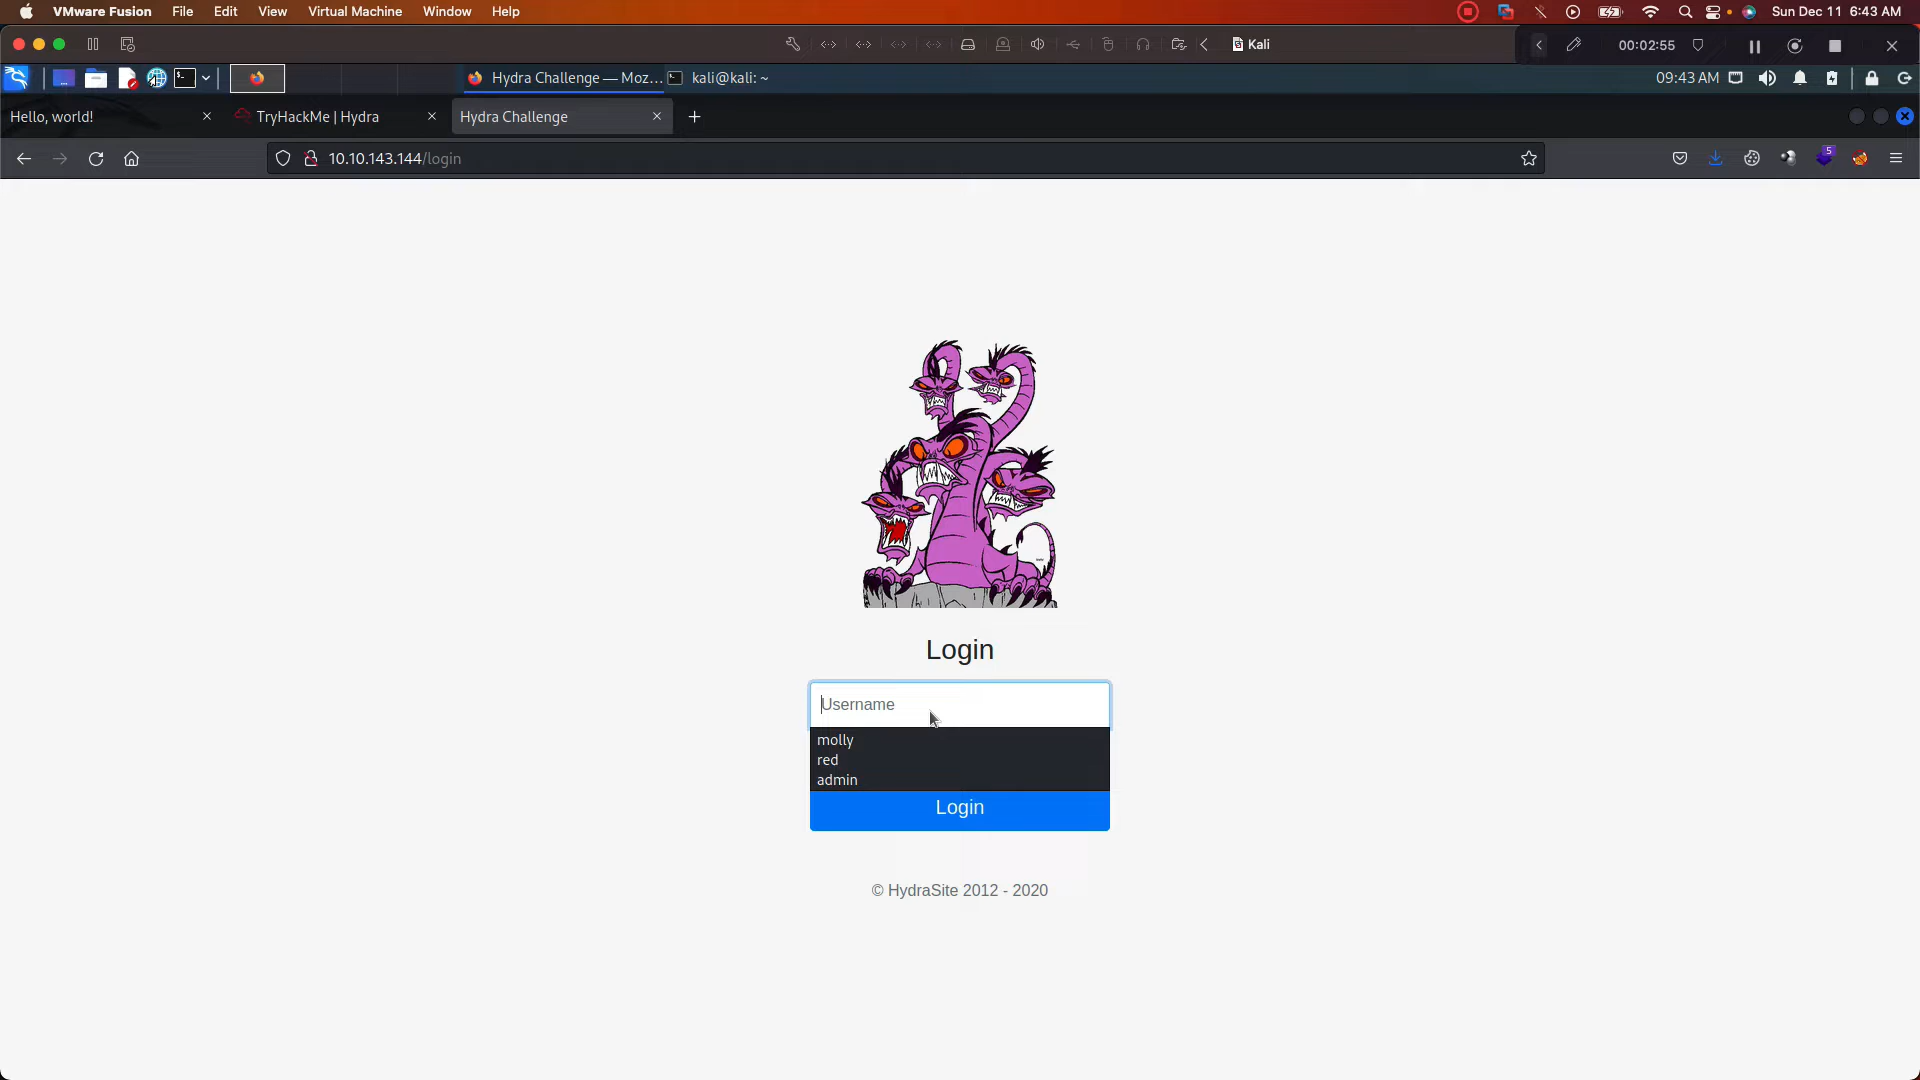 VMware Fusion File Edit View Virtual Machine Window Help Sun Dec 11 6:43 AM
Kali 00:02:55
Hydra Challenge — Moz... kali@kali: ~ 09:43 AM
Hello, world! TryHackMe | Hydra Hydra Challenge
10.10.143.144/login 5
Login
Username
molly
red
admin
Login
© HydraSite 2012 - 2020